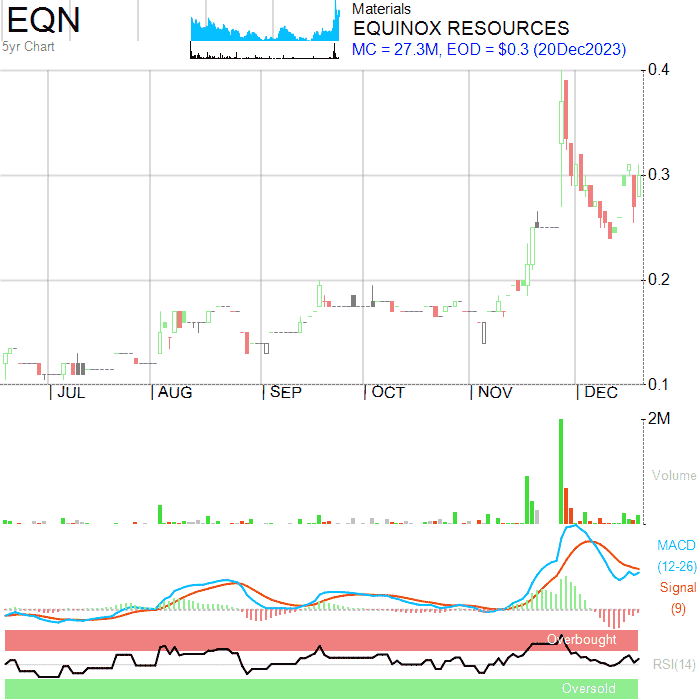 EQN
5yr Chart
Materials
EQUINOX RESOURCES
MC = 27.3M, EOD = $0.3 (20Dec2023)
0.4
0.3
0.2
0.1
JUL
AUG
SEP
OCT
NOV
DEC
2M
Volume
MACD
(12-26)
Signal
(9)
Overbought
RSI(14)
Oversold